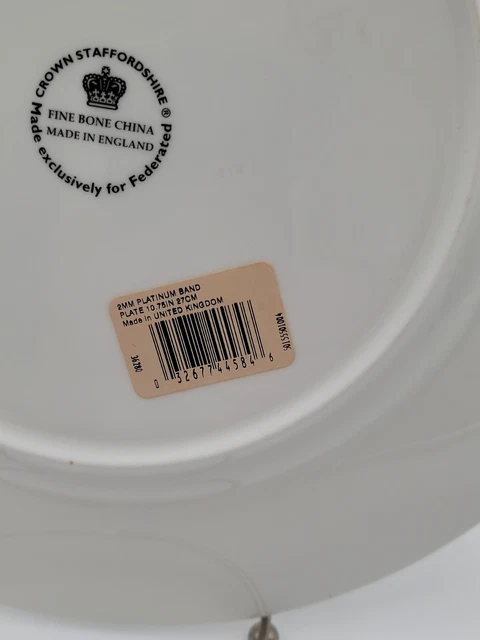 CROWN STAFFORDSHIRE ®
FINE BONE CHINA
MADE IN ENGLAND
Made exclusively for Federated
2MM PLATINUM BAND
PLATE 10.75IN 27CM
Made in UNITED KINGDOM
0 32677 44584 6